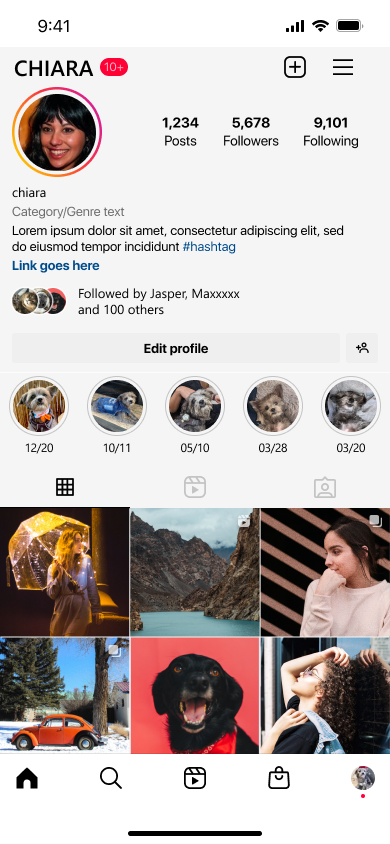 9:41
CHIARA 10+
1,234 5,678 9,101
Posts Followers Following
chiara
Category/Genre text
Lorem ipsum dolor sit amet, consectetur adipiscing elit, sed
do eiusmod tempor incididunt #hashtag
Link goes here
Followed by Jasper, Maxxxxx
and 100 others
Edit profile
12/20 10/11 05/10 03/28 03/20